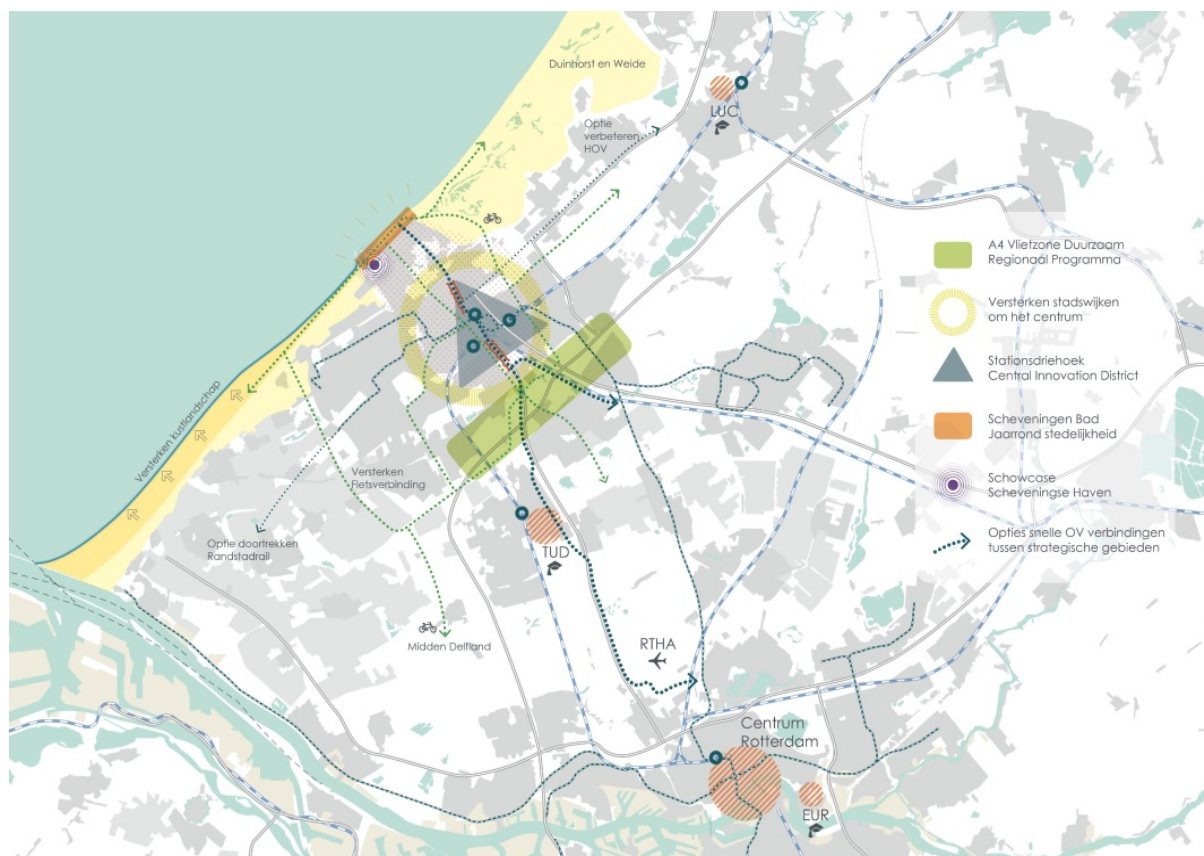 Duinhorst en Weide
Optie
verbeteren
HOV
LUC
A4 Vlietzone Duurzaam
Regionaal Programma
Versterken stadswijken
om het centrum
Stationsdriehoek
Central Innovation District
Scheveningen Bad
Jaarrond stedelijkheid
Schowcase
Scheveningse Haven
Opties snelle OV verbindingen
tussen strategische gebieden
Versterken kustlandschap
Versterken
Fietsverbinding
Optie doortrekken
Randstadrail
TUD
Midden Delfland
RTHA
Centrum
Rotterdam
EUR